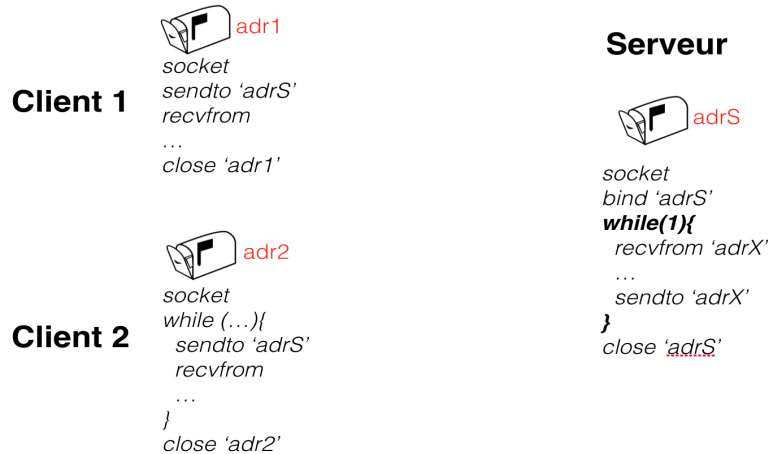 Client 1
adr1
socket
sendto ‘adrS’
recvfrom
…
close ‘adr1’
Client 2
adr2
socket
while (…){
sendto ‘adrS’
recvfrom
…
}
close ‘adr2’
Serveur
adrS
socket
bind ‘adrS’
while(1){
recvfrom ‘adrX’
…
sendto ‘adrX’
}
close ‘adrS’